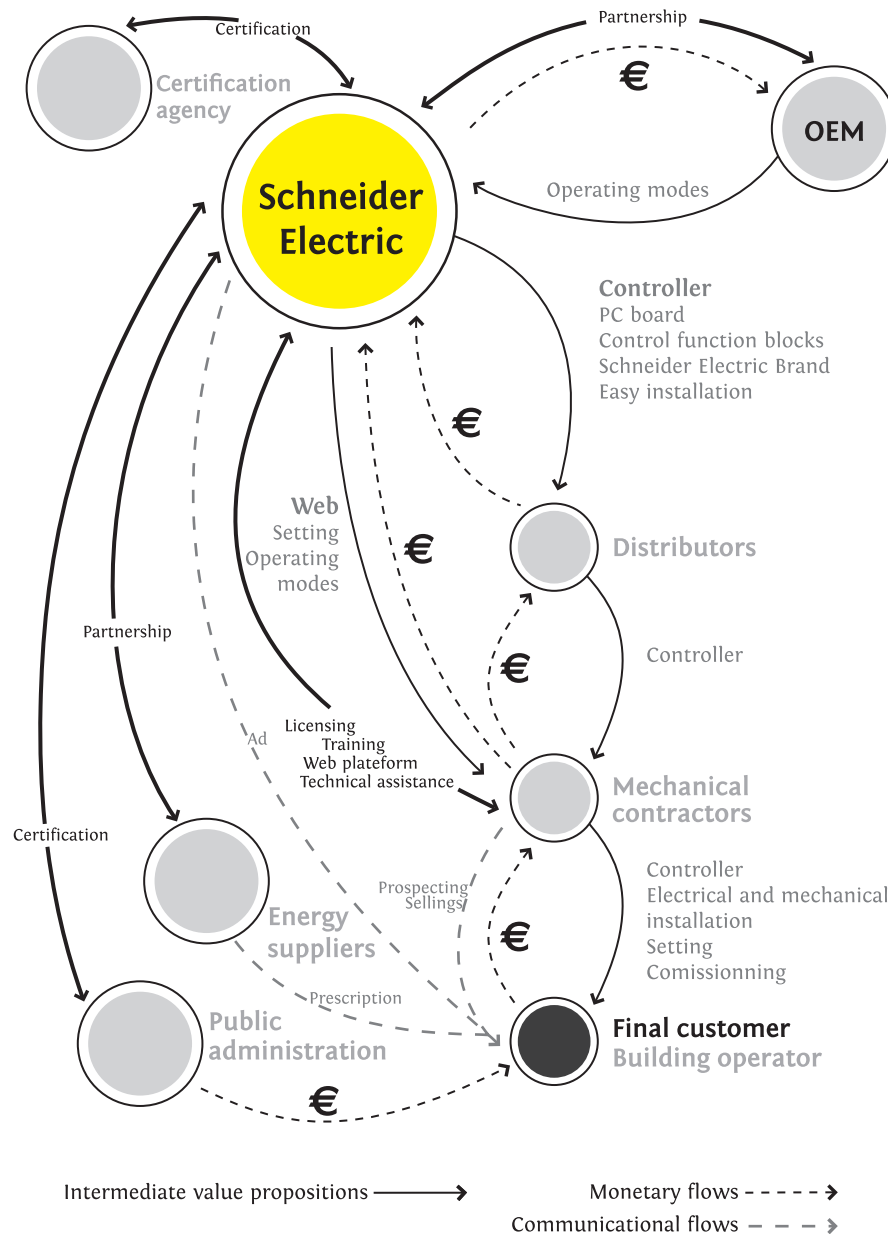 Partnership
Certification
€
Certification
agency
OEM
Schneider
Electric
Operating modes
Controller
PC board
Control function blocks
Schneider Electric Brand
Easy installation
€
Web
Setting
Operating
modes
€
Distributors
Partnership
Controller
€
Licensing
Training
Web plateform
Technical assistance
Ad
Mechanical
contractors
Certification
Controller
Electrical and mechanical
installation
Setting
Comissionning
Prospecting
Sellings
€
Energy
suppliers
Prescription
Public
administration
Final customer
Building operator
€
Intermediate value propositions
Monetary flows
Communicational flows